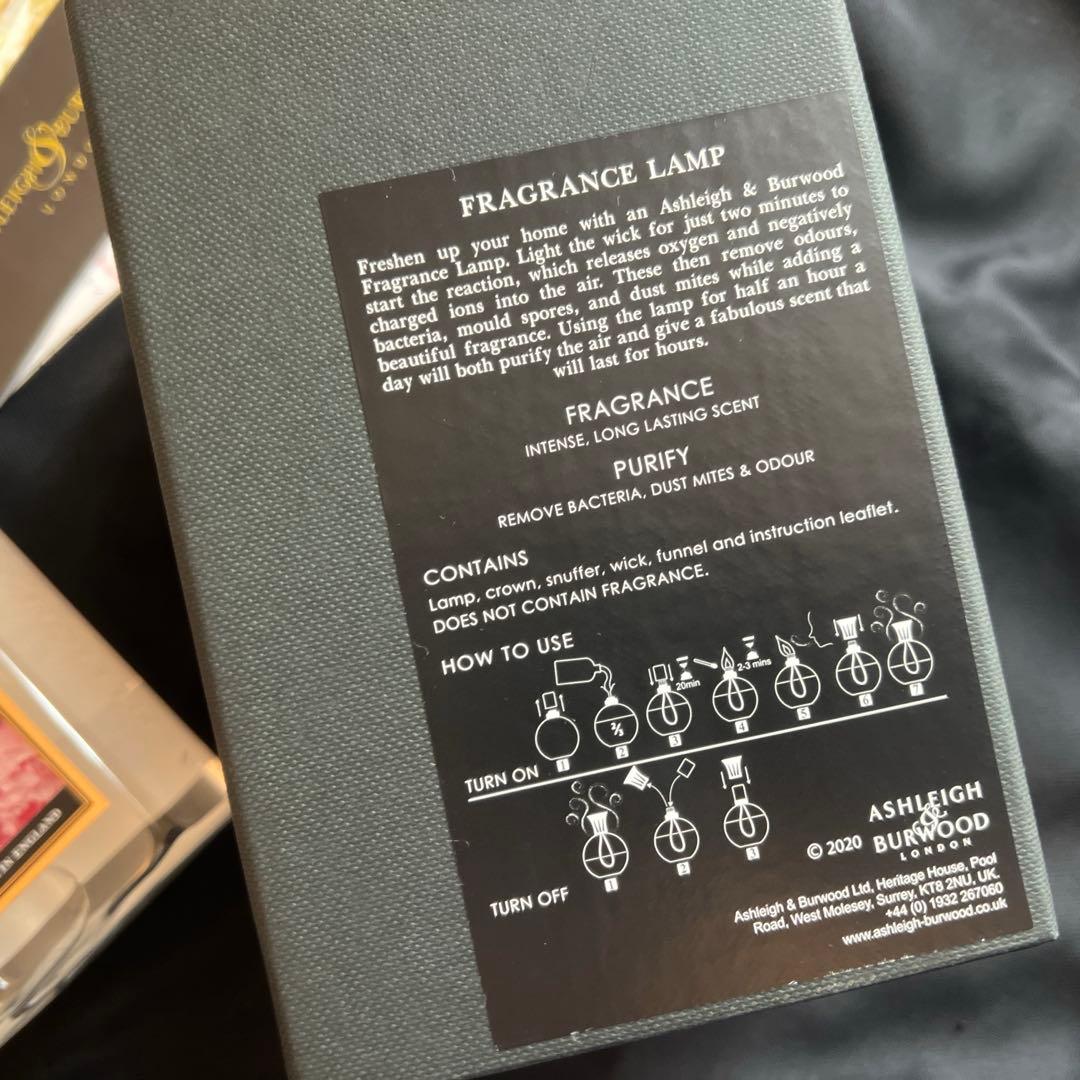 FRAGRANCE LAMP
Freshen up your home with an Ashleigh & Burwood
Fragrance Lamp. Light the wick for just two minutes to
start the reaction, which releases oxygen and negatively
charged ions into the air. These then remove odours,
bacteria, mould spores, and dust mites while adding a
beautiful fragrance. Using the lamp for half an hour a
day will both purify the air and give a fabulous scent that
will last for hours.
FRAGRANCE
INTENSE, LONG LASTING SCENT
PURIFY
REMOVE BACTERIA, DUST MITES & ODOUR
CONTAINS
Lamp, crown, snuffer, wick, funnel and instruction leaflet.
DOES NOT CONTAIN FRAGRANCE.
HOW TO USE
⅔ 20min 2-3 mins
1 2 3 4 5 6 7
TURN ON
1 2 3
TURN OFF
© 2020
ASHLEIGH
&
BURWOOD
LONDON
Ashleigh & Burwood Ltd, Heritage House, Pool
Road, West Molesey, Surrey, KT8 2NU, UK.
+44 (0) 1932 267060
www.ashleigh-burwood.co.uk
IN ENGLAND